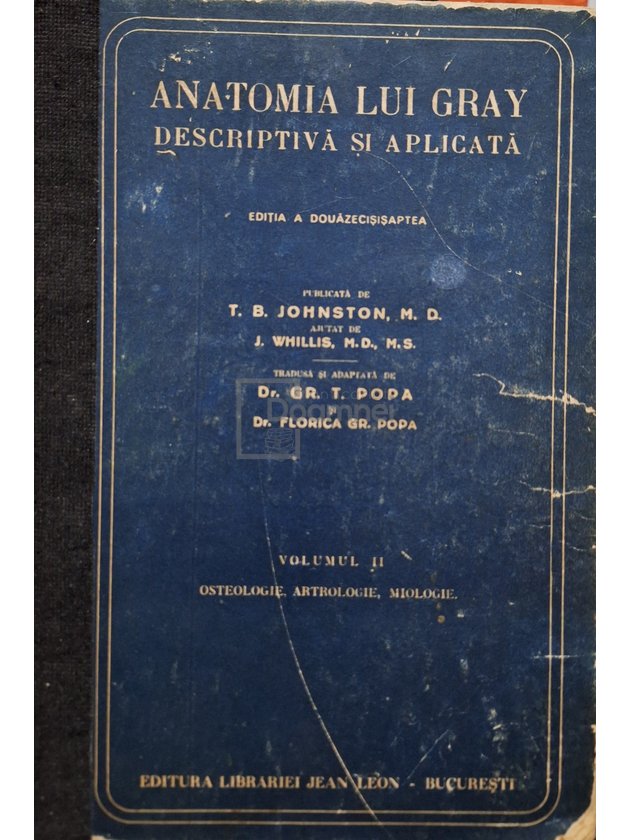 ANATOMIA LUI GRAY
DESCRIPTIVĂ ȘI APLICATĂ
EDIȚIA A DOUĂZECIȘIȘAPTEA
PUBLICATĂ DE
T. B. JOHNSTON, M. D.
AJUTAT DE
J. WHILLIS, M.D., M.S.
TRADUSĂ ȘI ADAPTATĂ DE
Dr. GR. T. POPA
ȘI
Dr. FLORICA GR. POPA
VOLUMUL II
OSTEOLOGIE, ARTROLOGIE, MIOLOGIE.
EDITURA LIBRARIEI JEAN LEON - BUCUREȘTI